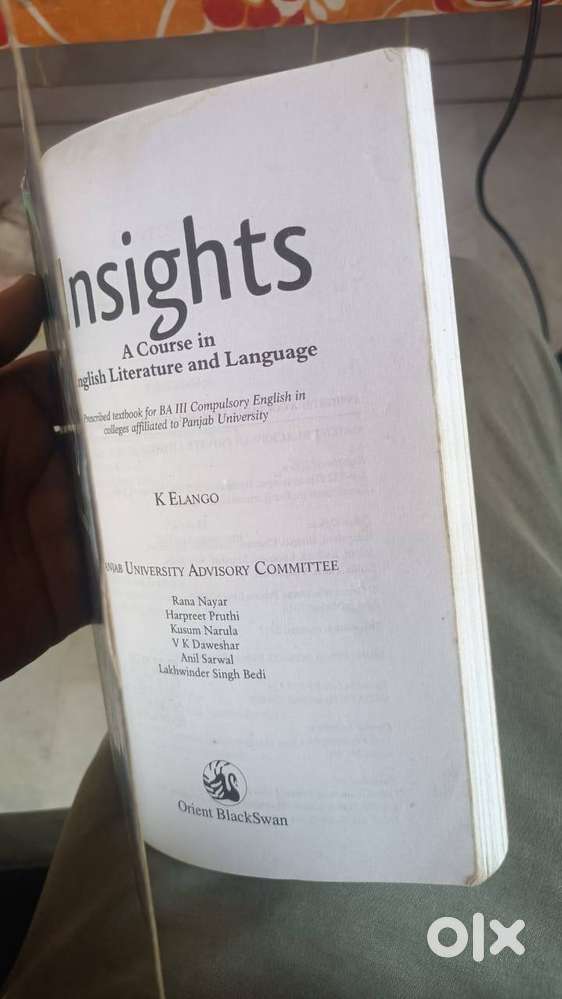 Insights
A Course in
nglish Literature and Language
Prescribed textbook for BA III Compulsory English in
colleges affiliated to Panjab University
K ELANGO
NJAB UNIVERSITY ADVISORY COMMITTEE
Rana Nayar
Harpreet Pruthi
Kusum Narula
V K Daweshar
Anil Sarwal
Lakhwinder Singh Bedi
Orient BlackSwan
olx